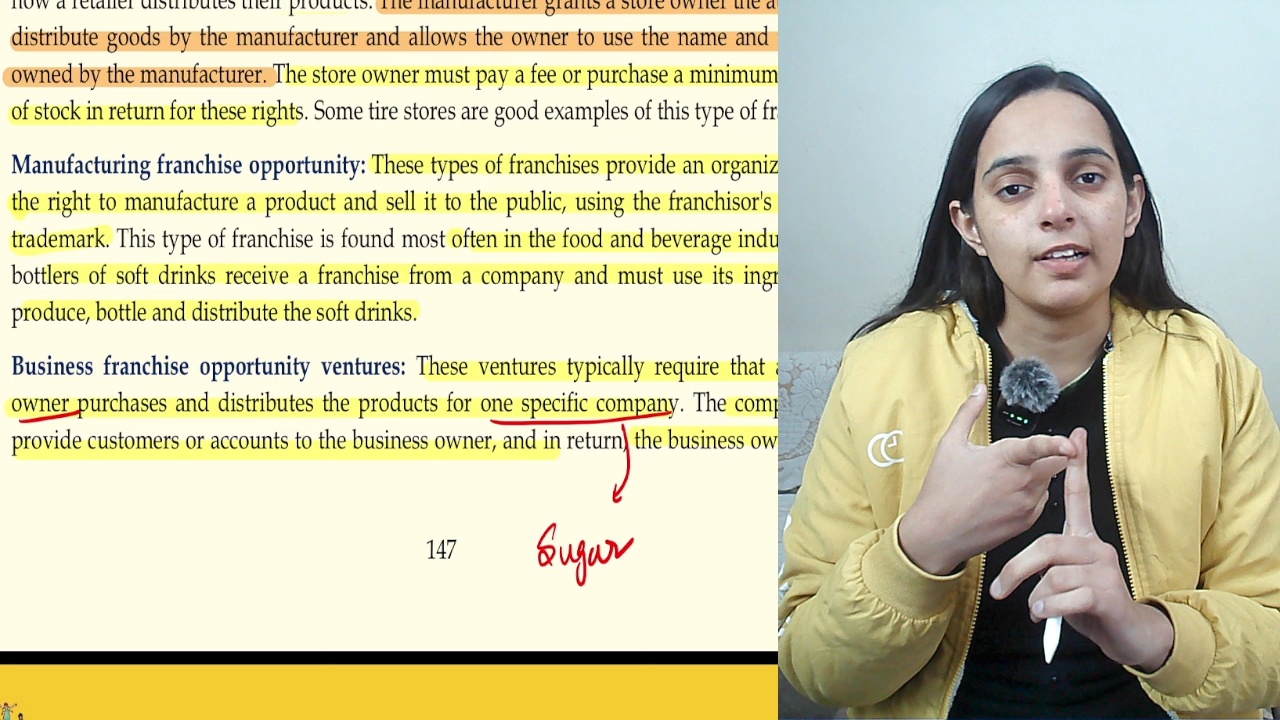 how a retailer distributes their products. The manufacturer grants a store owner the a
distribute goods by the manufacturer and allows the owner to use the name and
owned by the manufacturer. The store owner must pay a fee or purchase a minimum
of stock in return for these rights. Some tire stores are good examples of this type of fr
Manufacturing franchise opportunity: These types of franchises provide an organiz
the right to manufacture a product and sell it to the public, using the franchisor's
trademark. This type of franchise is found most often in the food and beverage indu
bottlers of soft drinks receive a franchise from a company and must use its ingr
produce, bottle and distribute the soft drinks.
Business franchise opportunity ventures: These ventures typically require that a
owner purchases and distributes the products for one specific company. The comp
provide customers or accounts to the business owner, and in return, the business ow
147
Sugar